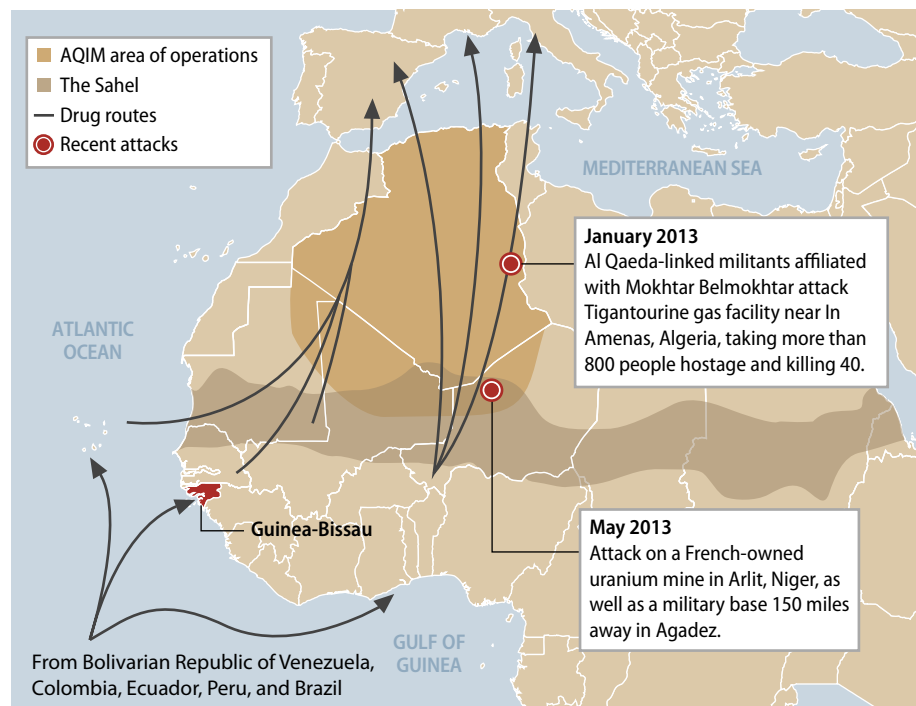 AQIM area of operations
The Sahel
Drug routes
Recent attacks
MEDITERRANEAN SEA
January 2013
Al Qaeda-linked militants affiliated
with Mokhtar Belmokhtar attack
Tigantourine gas facility near In
Amenas, Algeria, taking more than
800 people hostage and killing 40.
ATLANTIC
OCEAN
Guinea-Bissau
May 2013
Attack on a French-owned
uranium mine in Arlit, Niger, as
well as a military base 150 miles
away in Agadez.
GULF OF
GUINEA
From Bolivarian Republic of Venezuela,
Colombia, Ecuador, Peru, and Brazil